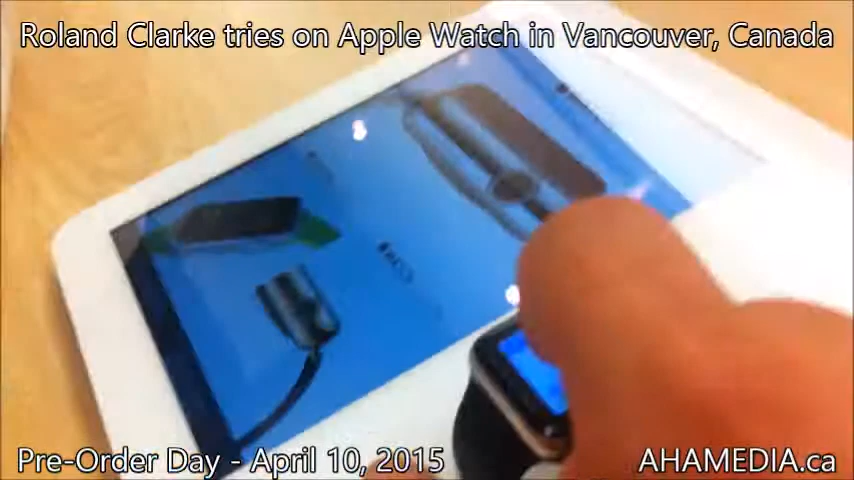 Roland Clarke tries on Apple Watch in Vancouver, Canada
Pre-Order Day - April 10, 2015
AHAMEDIA.ca